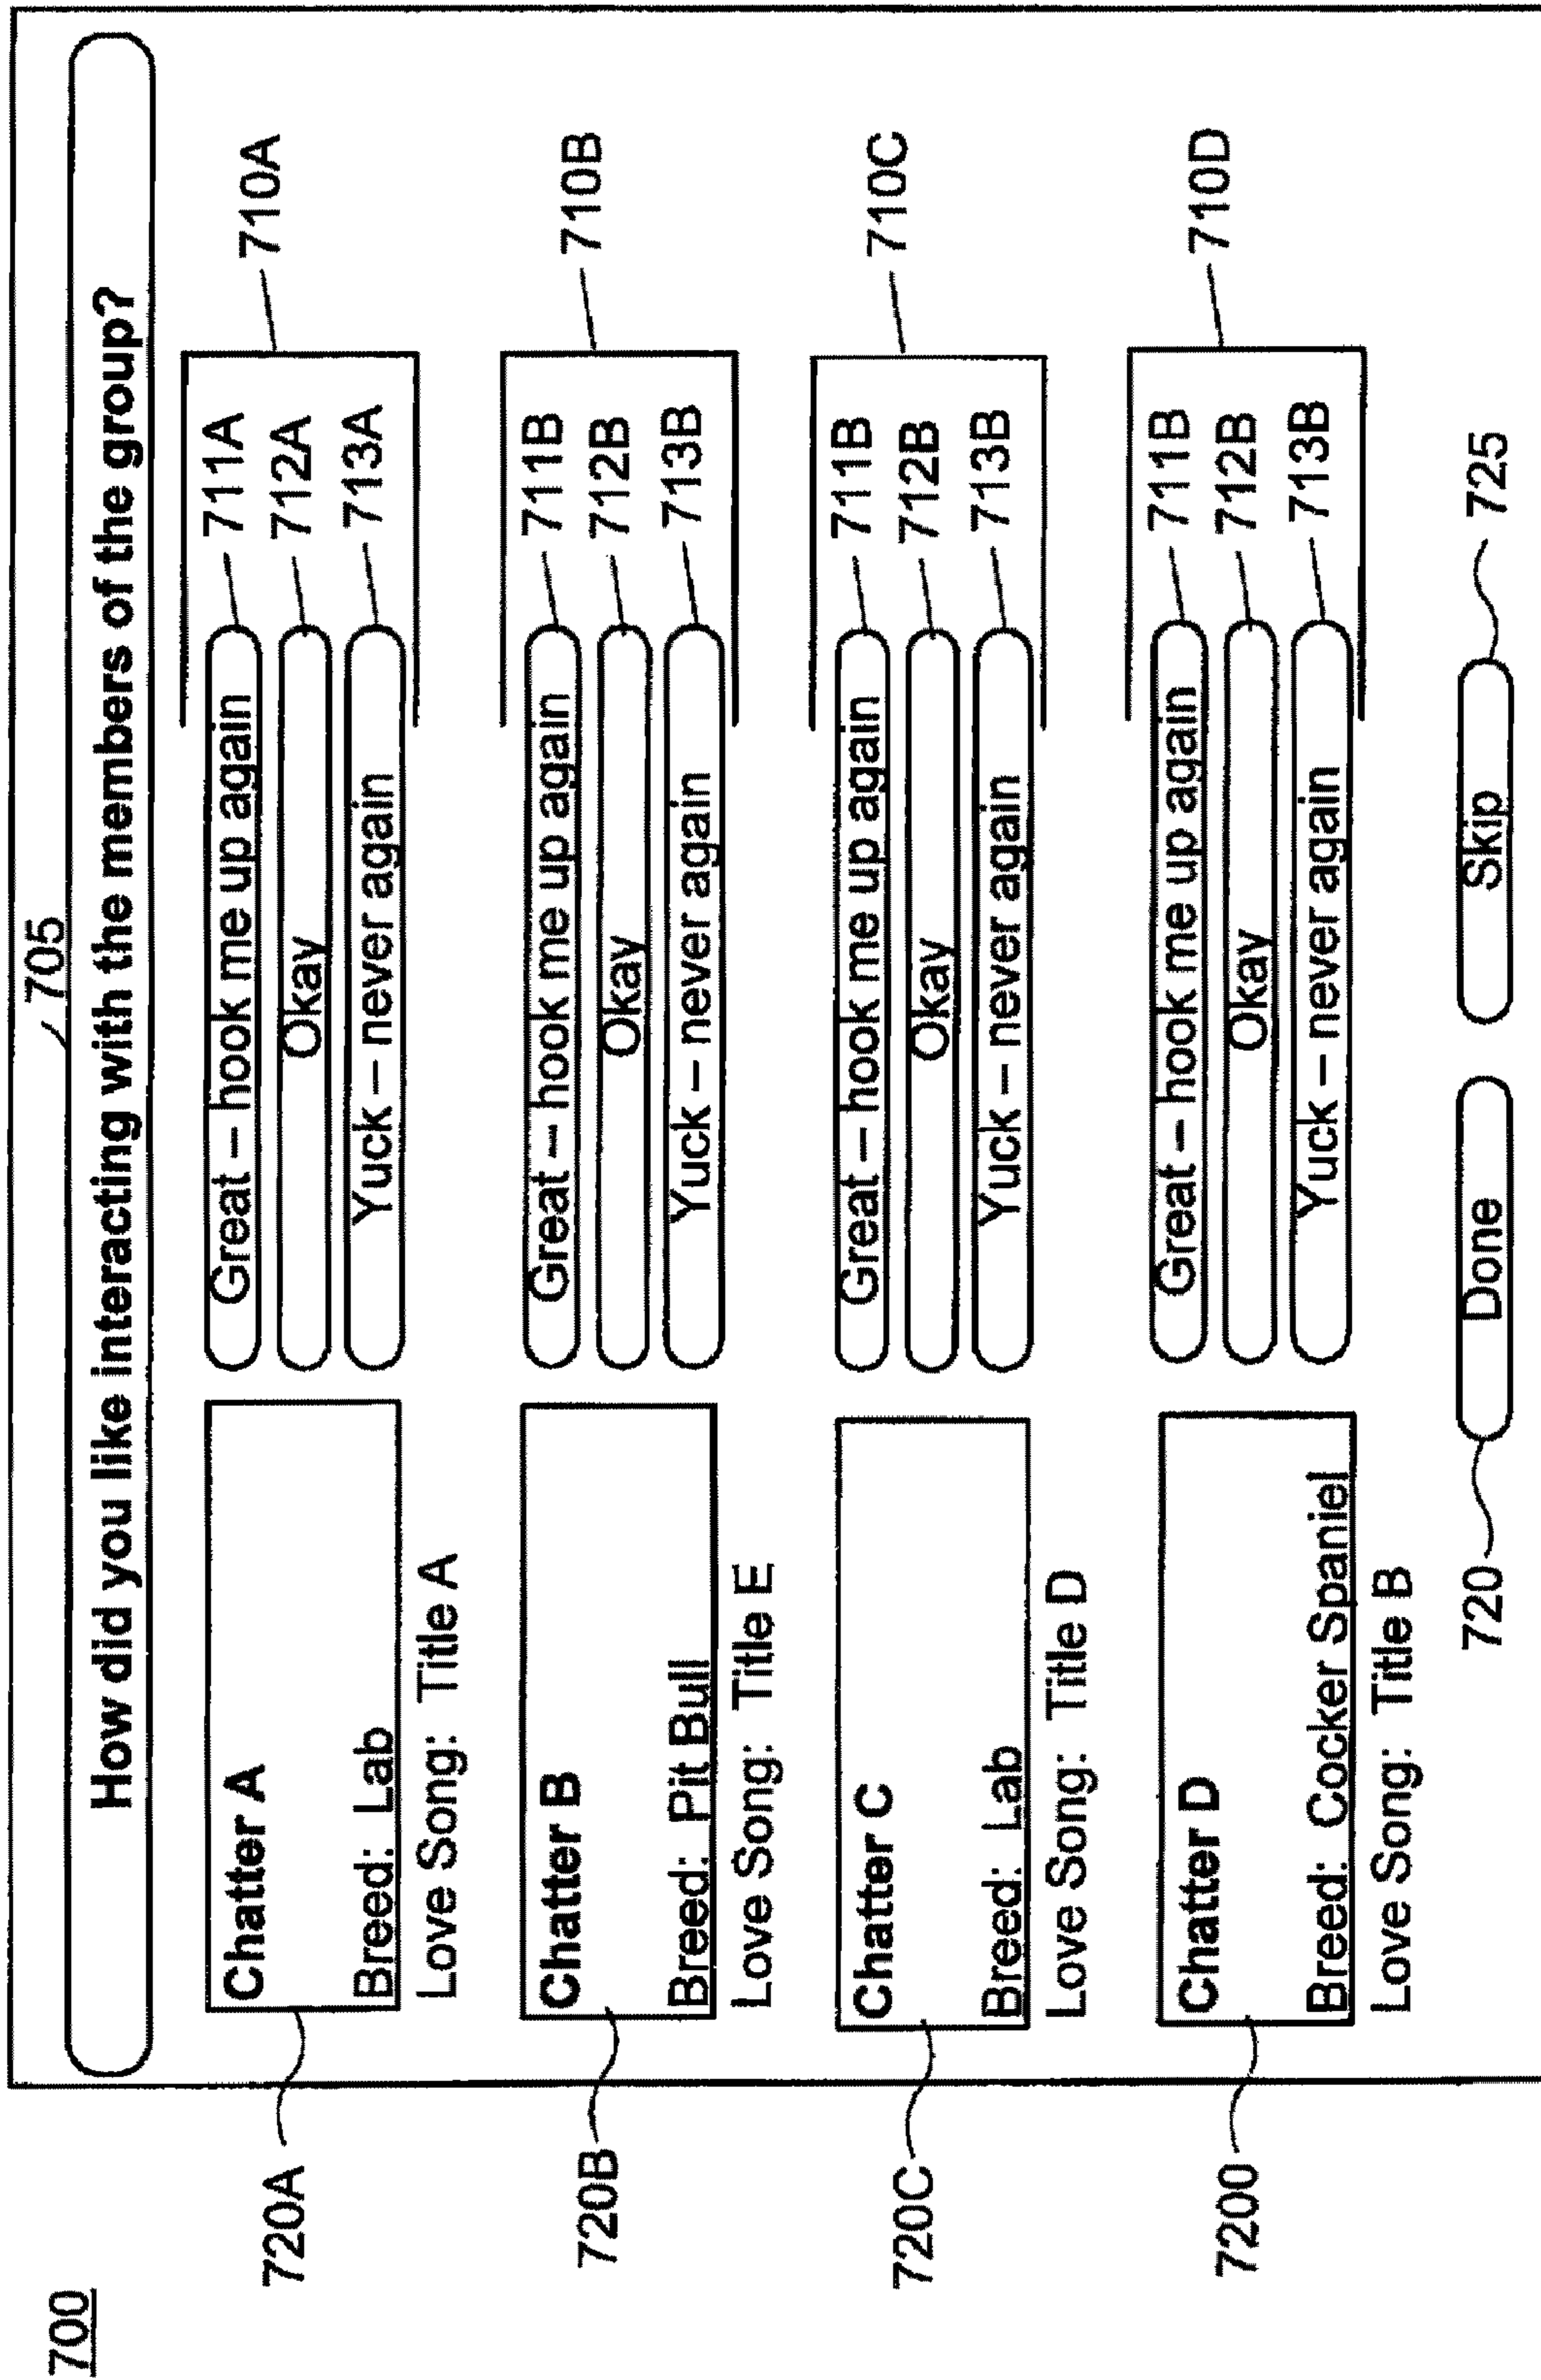 700
705
How did you like interacting with the members of the group?
720A
Chatter A
Breed: Lab
Love Song: Title A
Great – hook me up again
711A
Okay
712A
Yuck – never again
713A
710A
720B
Chatter B
Breed: Pit Bull
Love Song: Title E
Great – hook me up again
711B
Okay
712B
Yuck – never again
713B
710B
720C
Chatter C
Breed: Lab
Love Song: Title D
Great – hook me up again
711B
Okay
712B
Yuck – never again
713B
710C
7200
Chatter D
Breed: Cocker Spaniel
Love Song: Title B
Great – hook me up again
711B
Okay
712B
Yuck – never again
713B
710D
720
Done
Skip
725